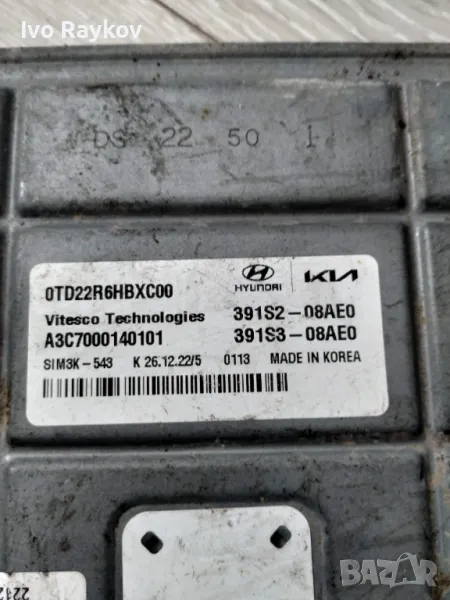 Ivo Raykov
DS 22 50 1
0TD22R6HBXC00
HYUNDAI
KIA
Vitesco Technologies
391S2-08AE0
A3C7000140101
391S3-08AE0
SIM3K-543 K 26.12.22/5 0113 MADE IN KOREA
bazar